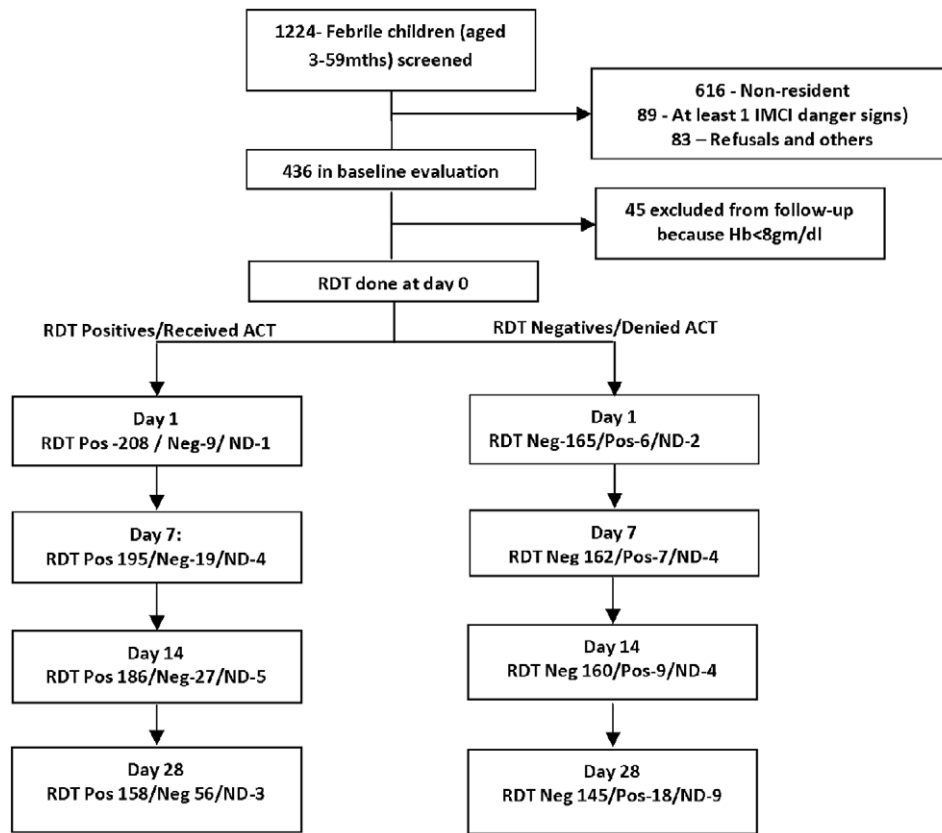 1224- Febrile children (aged
3-59mths) screened
616 - Non-resident
89 - At least 1 IMCI danger signs)
83 – Refusals and others
436 in baseline evaluation
45 excluded from follow-up
because Hb<8gm/dl
RDT done at day 0
RDT Positives/Received ACT
RDT Negatives/Denied ACT
Day 1
RDT Pos -208 / Neg-9/ ND-1
Day 1
RDT Neg-165/Pos-6/ND-2
Day 7:
RDT Pos 195/Neg-19/ND-4
Day 7
RDT Neg 162/Pos-7/ND-4
Day 14
RDT Pos 186/Neg-27/ND-5
Day 14
RDT Neg 160/Pos-9/ND-4
Day 28
RDT Pos 158/Neg 56/ND-3
Day 28
RDT Neg 145/Pos-18/ND-9